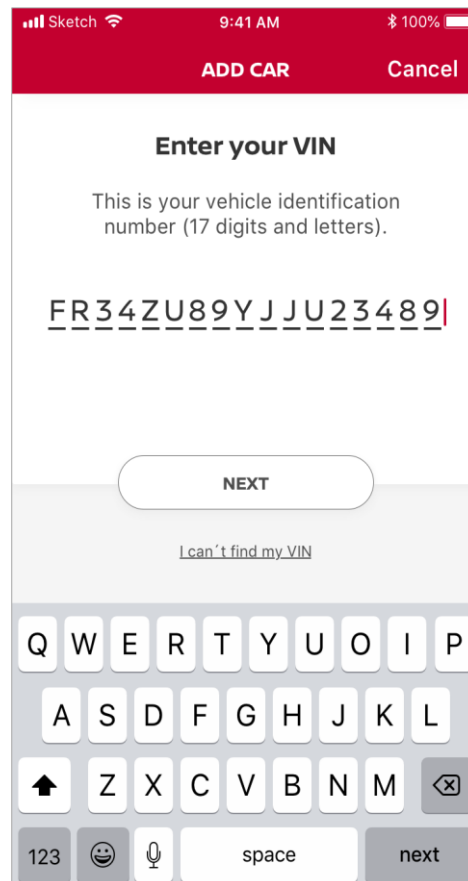 Sketch 9:41 AM 100%
ADD CAR Cancel
Enter your VIN
This is your vehicle identification
number (17 digits and letters).
FR34ZU89YJJU23489
NEXT
I can´t find my VIN
Q W E R T Y U O I P
A S D F G H J K L
Z X C V B N M
123 space next